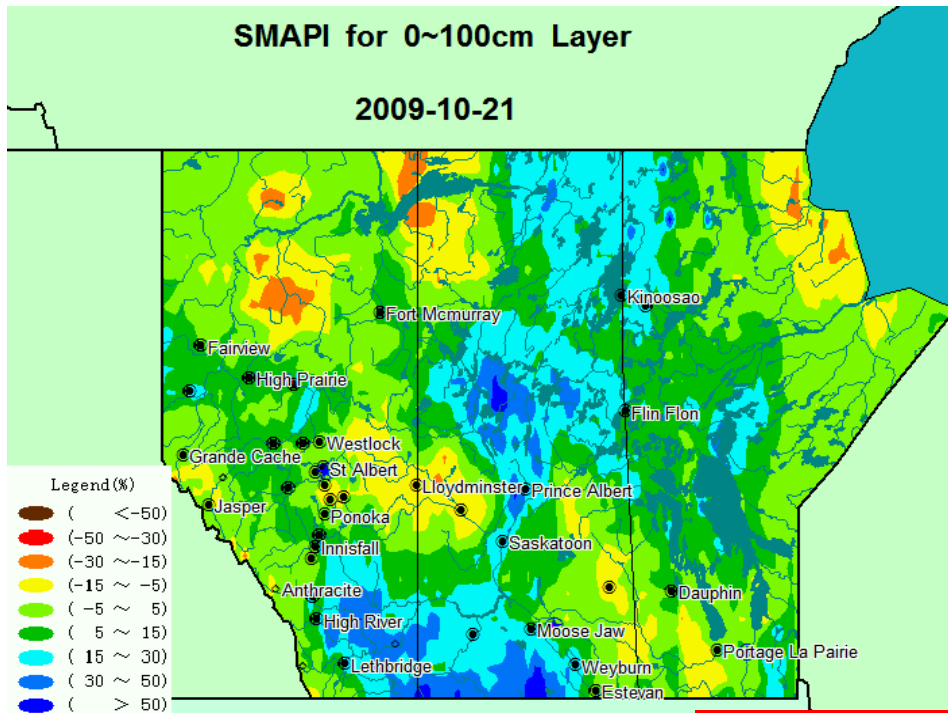 SMAPI for 0~100cm Layer
2009-10-21
Kinoosao
Fort Mcmurray
Fairview
High Prairie
Flin Flon
Westlock
Grande Cache
St Albert
Lloydminster
Prince Albert
Jasper
Ponoka
Saskatoon
Innisfall
Anthracite
Dauphin
High River
Moose Jaw
Portage La Pairie
Lethbridge
Weyburn
Estevan
Legend(%)
( <-50)
(-50 ~-30)
(-30 ~-15)
(-15 ~ -5)
( -5 ~ 5)
( 5 ~ 15)
( 15 ~ 30)
( 30 ~ 50)
( > 50)